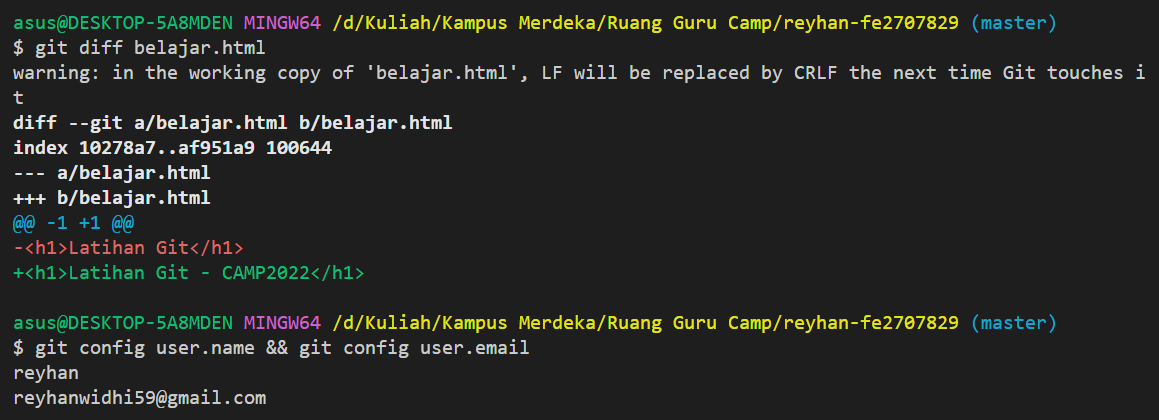 asus@DESKTOP-5A8MDEN MINGW64 /d/Kuliah/Kampus Merdeka/Ruang Guru Camp/reyhan-fe2707829 (master)
$ git diff belajar.html
warning: in the working copy of 'belajar.html', LF will be replaced by CRLF the next time Git touches i
t
diff --git a/belajar.html b/belajar.html
index 10278a7..af951a9 100644
--- a/belajar.html
+++ b/belajar.html
@@ -1 +1 @@
-<h1>Latihan Git</h1>
+<h1>Latihan Git - CAMP2022</h1>
asus@DESKTOP-5A8MDEN MINGW64 /d/Kuliah/Kampus Merdeka/Ruang Guru Camp/reyhan-fe2707829 (master)
$ git config user.name && git config user.email
reyhan
reyhanwidhi59@gmail.com